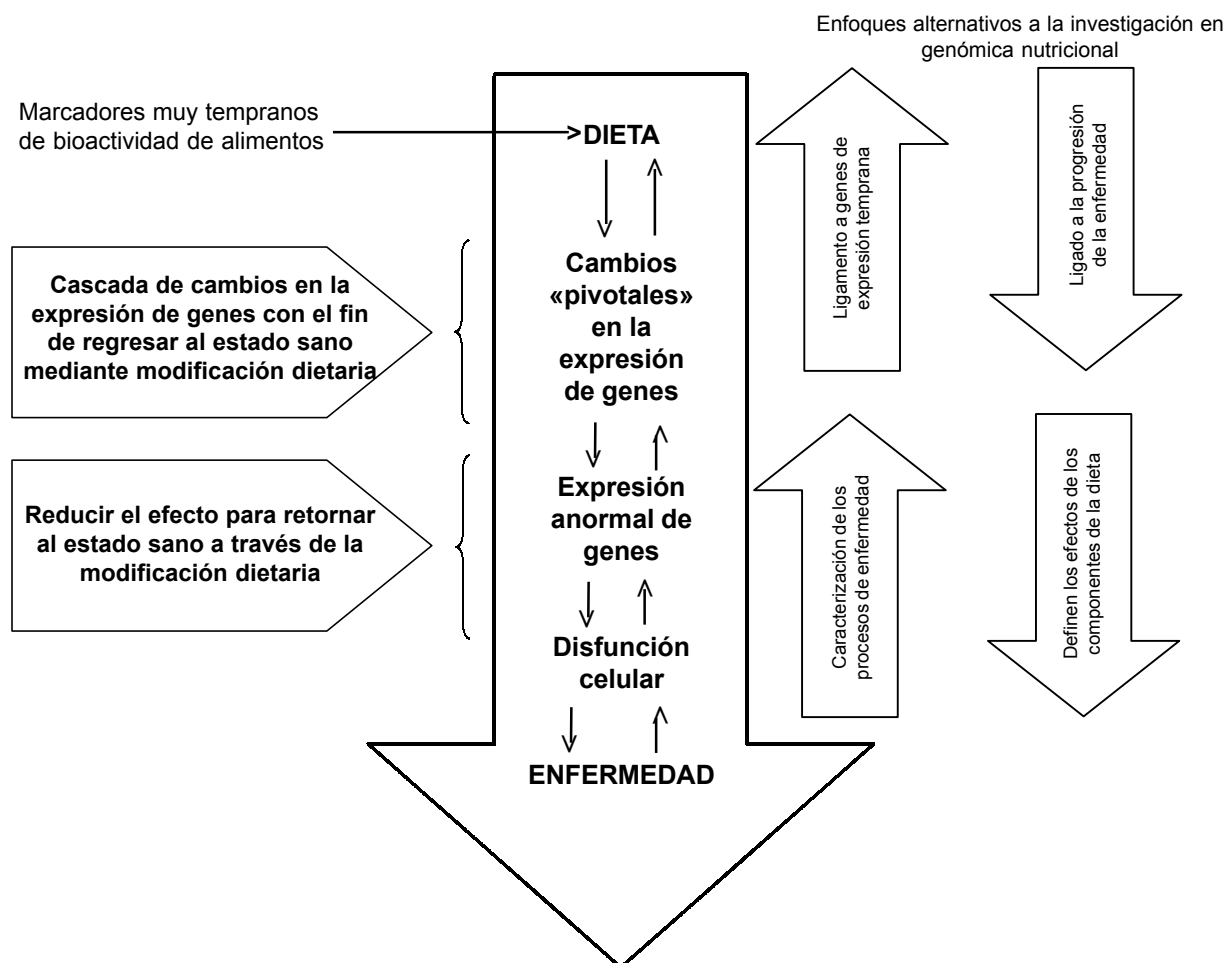 Enfoques alternativos a la investigación en
genómica nutricional
Marcadores muy tempranos
de bioactividad de alimentos
DIETA
Cascada de cambios en la
expresión de genes con el fin
de regresar al estado sano
mediante modificación dietaria
Cambios
«pivotales»
en la
expresión
de genes
Ligamento a genes de
expresión temprana
Ligado a la progresión
de la enfermedad
Reducir el efecto para retornar
al estado sano a través de la
modificación dietaria
Expresión
anormal de
genes
Disfunción
celular
ENFERMEDAD
Caracterización de los
procesos de enfermedad
Definen los efectos de los
componentes de la dieta